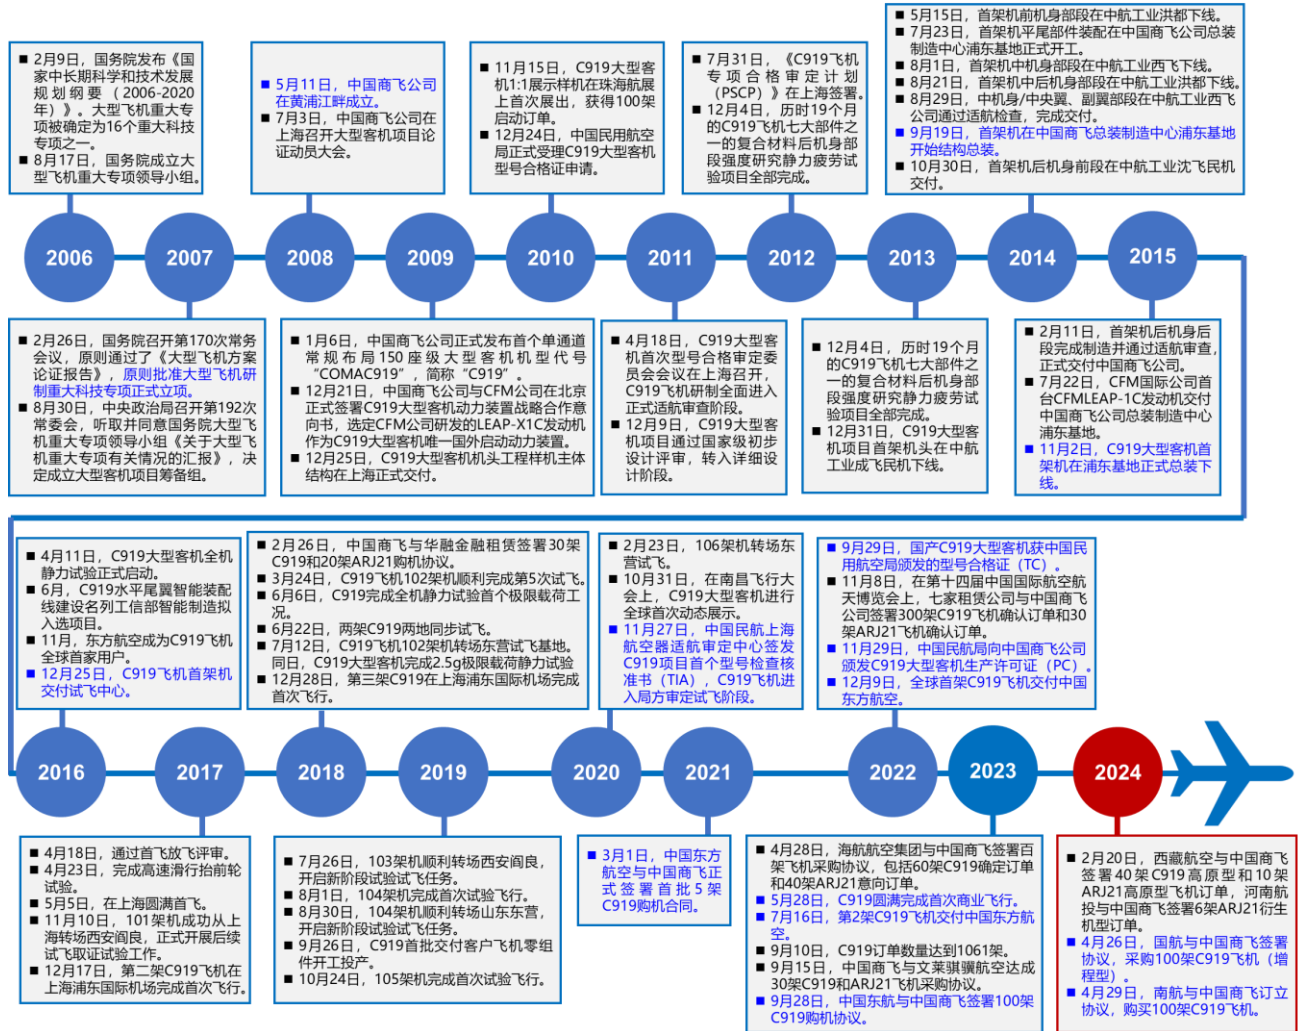 ■ 2月9日，国务院发布《国
家中长期科学和技术发展
规划纲要（2006-2020
年）》。大型飞机重大专
项被确定为16个重大科技
专项之一。
■ 8月17日，国务院成立大
型飞机重大专项领导小组。
■ 5月11日，中国商飞公司
在黄浦江畔成立。
■ 7月3日，中国商飞公司在
上海召开大型客机项目论
证动员大会。
■ 11月15日，C919大型客
机1:1展示样机在珠海航展
上首次展出，获得100架
启动订单。
■ 12月24日，中国民用航空
局正式受理C919大型客机
型号合格证申请。
■ 7月31日，《C919飞机
专项合格审定计划
（PSCP）》在上海签署。
■ 12月4日，历时19个月
的C919飞机七大部件之
一的复合材料后机身部
段强度研究静力疲劳试
验项目全部完成。
■ 5月15日，首架机前机身部段在中航工业洪都下线。
■ 7月23日，首架机平尾部件装配在中国商飞公司总装
制造中心浦东基地正式开工。
■ 8月1日，首架机中机身部段在中航工业西飞下线。
■ 8月21日，首架机中后机身部段在中航工业洪都下线。
■ 8月29日，中机身/中央翼、副翼部段在中航工业西飞
公司通过适航检查，完成交付。
■ 9月19日，首架机在中国商飞总装制造中心浦东基地
开始结构总装。
■ 10月30日，首架机后机身前段在中航工业沈飞民机
交付。
2006
2007
2008
2009
2010
2011
2012
2013
2014
2015
■ 2月26日，国务院召开第170次常务
会议，原则通过了《大型飞机方案
论证报告》，原则批准大型飞机研
制重大科技专项正式立项。
■ 8月30日，中央政治局召开第192次
常委会，听取并同意国务院大型飞
机重大专项领导小组《关于大型飞
机重大专项有关情况的汇报》，决
定成立大型客机项目筹备组。
■ 1月6日，中国商飞公司正式发布首个单通道
常规布局150座级大型客机机型代号
“COMAC919”，简称“C919”。
■ 12月21日，中国商飞公司与CFM公司在北京
正式签署C919大型客机动力装置战略合作意
向书，选定CFM公司研发的LEAP-X1C发动机
作为C919大型客机唯一国外启动动力装置。
■ 12月25日，C919大型客机机头工程样机主体
结构在上海正式交付。
■ 4月18日，C919大型客
机首次型号合格审定委
员会会议在上海召开，
C919飞机研制全面进入
正式适航审查阶段。
■ 12月9日，C919大型客
机项目通过国家级初步
设计评审，转入详细设
计阶段。
■ 12月4日，历时19个月
的C919飞机七大部件之
一的复合材料后机身部
段强度研究静力疲劳试
验项目全部完成。
■ 12月31日，C919大型客
机项目首架机头在中航
工业成飞民机下线。
■ 2月11日，首架机后机身后
段完成制造并通过适航审查，
正式交付中国商飞公司。
■ 7月22日，CFM国际公司首
台CFMLEAP-1C发动机交付
中国商飞公司总装制造中心
浦东基地。
■ 11月2日，C919大型客机首
架机在浦东基地正式总装下
线。
■ 4月11日，C919大型客机全机
静力试验正式启动。
■ 6月，C919水平尾翼智能装配
线建设名列工信部智能制造拟
入选项目。
■ 11月，东方航空成为C919飞机
全球首家用户。
■ 12月25日，C919飞机首架机
交付试飞中心。
■ 2月26日，中国商飞与华融金融租赁签署30架
C919和20架ARJ21购机协议。
■ 3月24日，C919飞机102架机顺利完成第5次试飞。
■ 6月6日，C919完成全机静力试验首个极限载荷工
况。
■ 6月22日，两架C919两地同步试飞。
■ 7月12日，C919飞机102架机转场东营试飞基地。
同日，C919大型客机完成2.5g极限载荷静力试验
■ 12月28日，第三架C919在上海浦东国际机场完成
首次飞行。
■ 2月23日，106架机转场东
营试飞。
■ 10月31日，在南昌飞行大
会上，C919大型客机进行
全球首次动态展示。
■ 11月27日，中国民航上海
航空器适航审定中心签发
C919项目首个型号检查核
准书（TIA），C919飞机进
入局方审定试飞阶段。
■ 9月29日，国产C919大型客机获中国民
用航空局颁发的型号合格证（TC）。
■ 11月8日，在第十四届中国国际航空航
天博览会上，七家租赁公司与中国商飞
公司签署300架C919飞机确认订单和30
架ARJ21飞机确认订单。
■ 11月29日，中国民航局向中国商飞公司
颁发C919大型客机生产许可证（PC）。
■ 12月9日，全球首架C919飞机交付中国
东方航空。
2016
2017
2018
2019
2020
2021
2022
2023
2024
■ 4月18日，通过首飞放飞评审。
■ 4月23日，完成高速滑行抬前轮
试验。
■ 5月5日，在上海圆满首飞。
■ 11月10日，101架机成功从上
海转场西安阎良，正式开展后续
试飞取证试验工作。
■ 12月17日，第二架C919飞机在
上海浦东国际机场完成首次飞行。
■ 7月26日，103架机顺利转场西安阎良，
开启新阶段试验试飞任务。
■ 8月1日，104架机完成首次试验飞行。
■ 8月30日，104架机顺利转场山东东营，
开启新阶段试验试飞任务。
■ 9月26日，C919首批交付客户飞机零组
件开工投产。
■ 10月24日，105架机完成首次试验飞行。
■ 3月1日，中国东方
航空与中国商飞正
式签署首批5架
C919购机合同。
■ 4月28日，海航航空集团与中国商飞签署百
架飞机采购协议，包括60架C919确定订单
和40架ARJ21意向订单。
■ 5月28日，C919圆满完成首次商业飞行。
■ 7月16日，第2架C919飞机交付中国东方航
空。
■ 9月10日，C919订单数量达到1061架。
■ 9月15日，中国商飞与文莱骐骥航空达成
30架C919和ARJ21飞机采购协议。
■ 9月28日，中国东航与中国商飞签署100架
C919购机协议。
■ 2月20日，西藏航空与中国商飞
签署40架C919高原型和10架
ARJ21高原型飞机订单，河南航
投与中国商飞签署6架ARJ21衍生
机型订单。
■ 4月26日，国航与中国商飞签署
协议，采购100架C919飞机（增
程型）。
■ 4月29日，南航与中国商飞订立
协议，购买100架C919飞机。